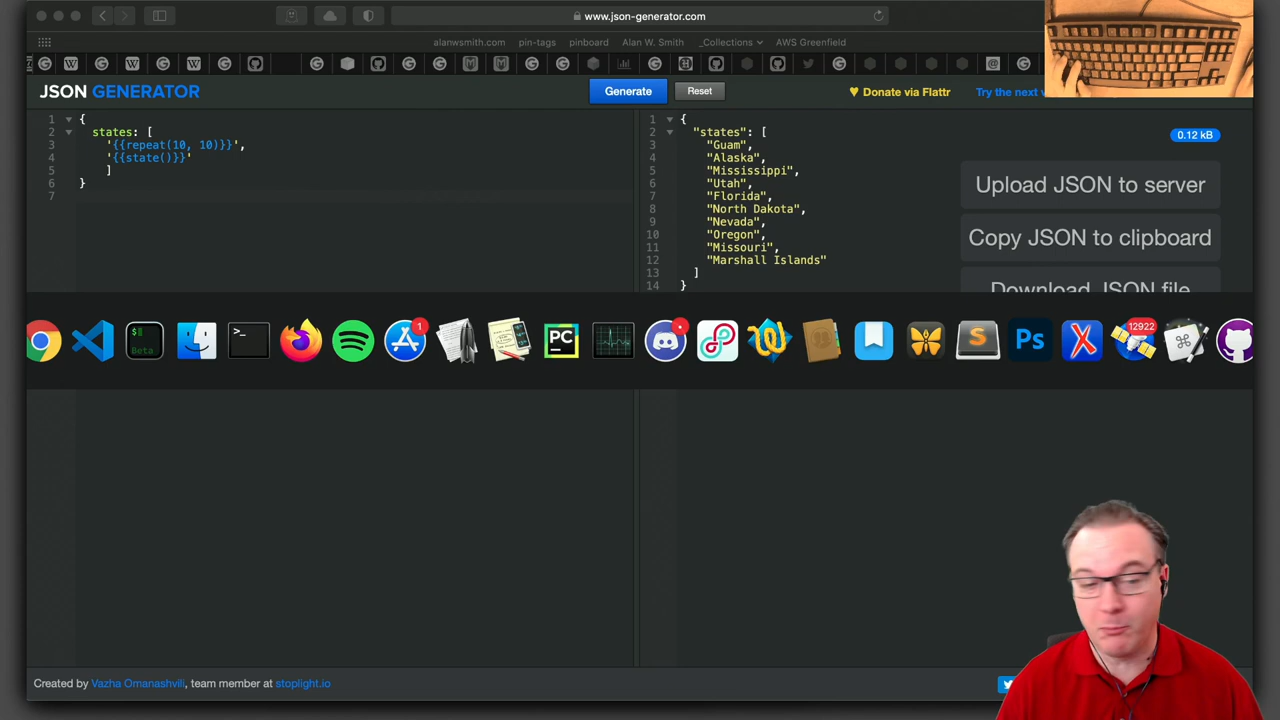 www.json-generator.com
alanwsmith.com pin-tags pinboard Alan W. Smith _Collections AWS Greenfield
JSON GENERATOR
Generate
Reset
Donate via Flattr
Try the next
1 {
2 states: [
3 '{{repeat(10, 10)}}',
4 '{{state()}}'
5 ]
6 }
7
1 {
2 "states": [
3 "Guam",
4 "Alaska",
5 "Mississippi",
6 "Utah",
7 "Florida",
8 "North Dakota",
9 "Nevada",
10 "Oregon",
11 "Missouri",
12 "Marshall Islands"
13 ]
14 }
0.12 kB
Upload JSON to server
Copy JSON to clipboard
Download JSON file
$
Beta
>_
1
PC
S
Ps
X
12922
Created by Vazha Omanashvili, team member at stoplight.io